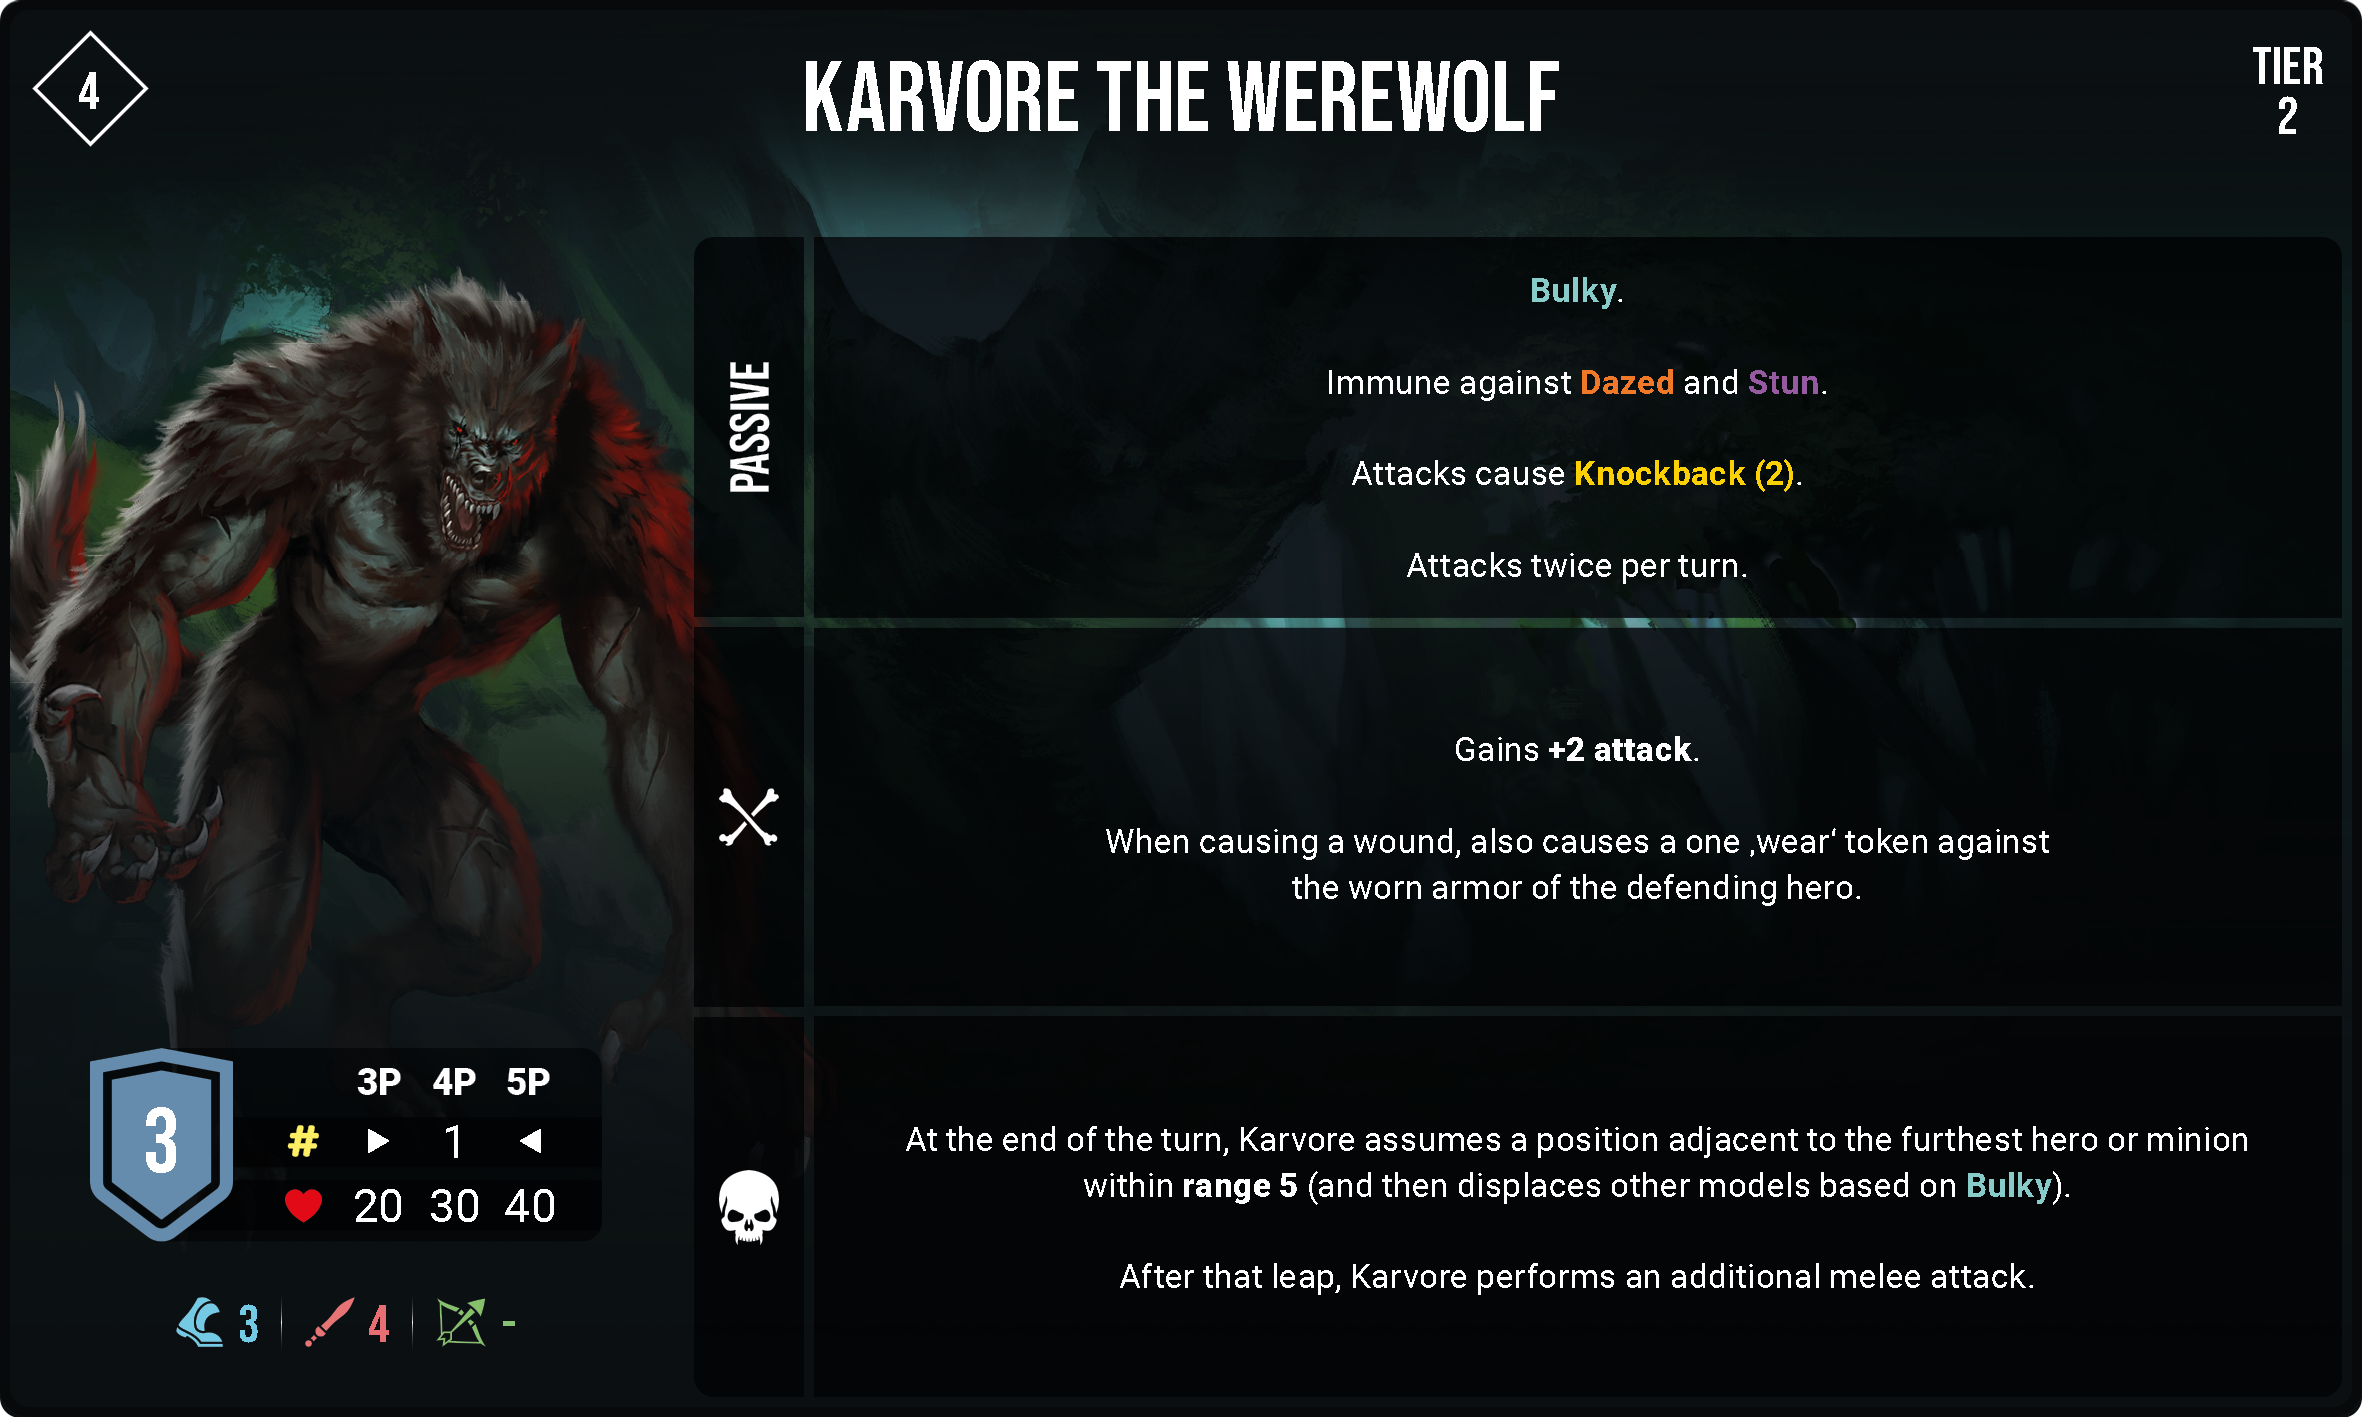 4
KARVORE THE WEREWOLF
TIER
2
PASSIVE
Bulky.
Immune against Dazed and Stun.
Attacks cause Knockback (2).
Attacks twice per turn.
Gains +2 attack.
When causing a wound, also causes a one ‚wear‘ token against
the worn armor of the defending hero.
At the end of the turn, Karvore assumes a position adjacent to the furthest hero or minion
within range 5 (and then displaces other models based on Bulky).
After that leap, Karvore performs an additional melee attack.
3
3P 4P 5P
# ▶ 1 ◀
20 30 40
3 4 -